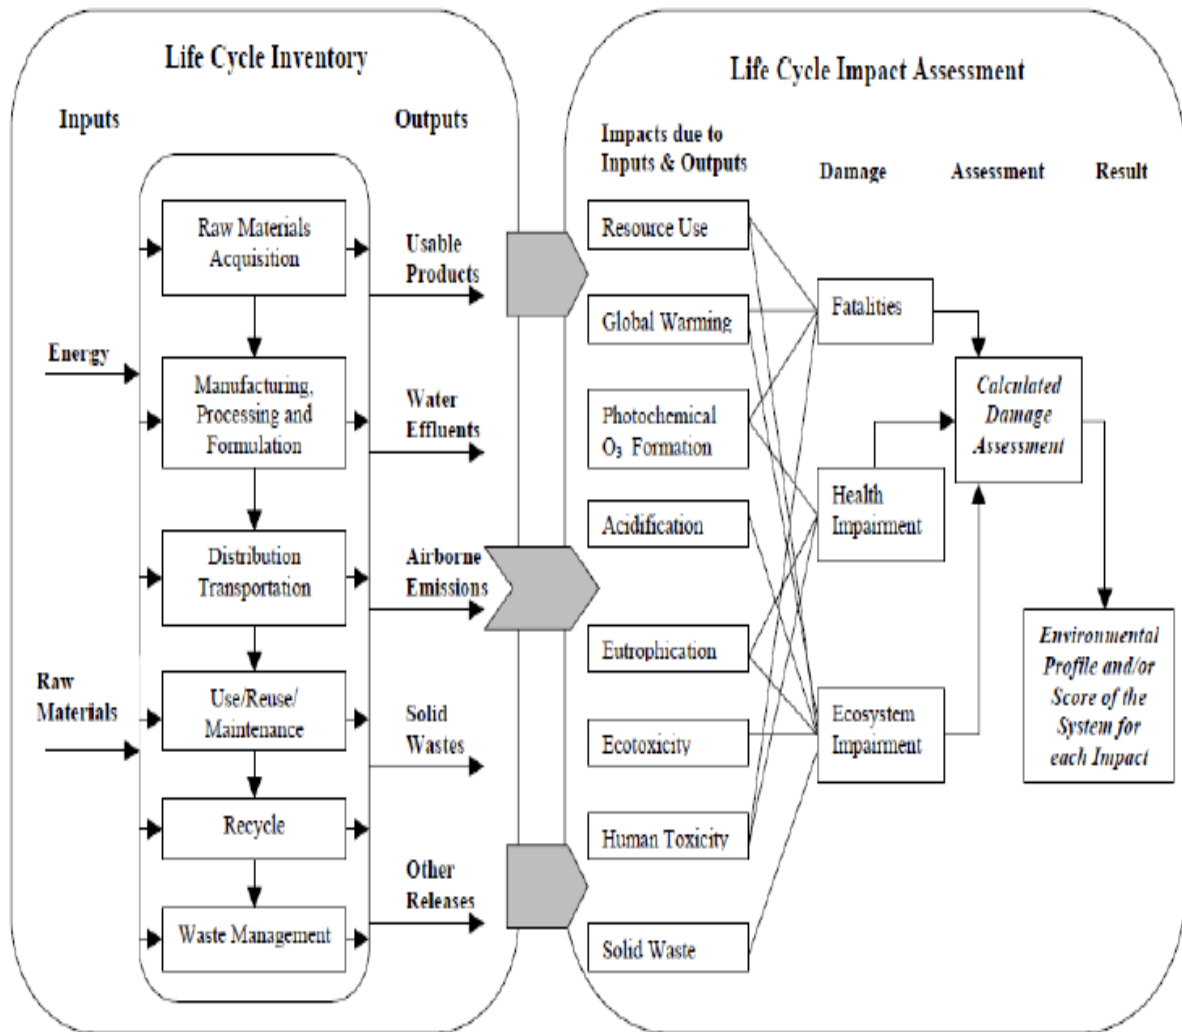 Life Cycle Inventory
Inputs
Outputs
Raw Materials
Acquisition
Manufacturing,
Processing and
Formulation
Distribution
Transportation
Use/Reuse/
Maintenance
Recycle
Waste Management
Energy
Raw
Materials
Usable
Products
Water
Effluents
Airborne
Emissions
Solid
Wastes
Other
Releases
Life Cycle Impact Assessment
Impacts due to
Inputs & Outputs
Damage
Assessment
Result
Resource Use
Global Warming
Photochemical
O₃ Formation
Acidification
Eutrophication
Ecotoxicity
Human Toxicity
Solid Waste
Fatalities
Health
Impairment
Ecosystem
Impairment
Calculated
Damage
Assessment
Environmental
Profile and/or
Score of the
System for
each Impact